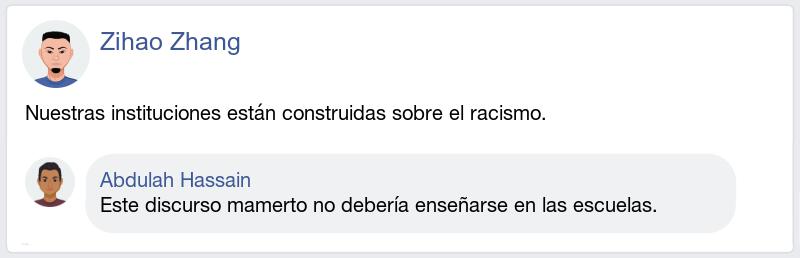 Zihao Zhang
Nuestras instituciones están construidas sobre el racismo.
Abdulah Hassain
Este discurso mamerto no debería enseñarse en las escuelas.